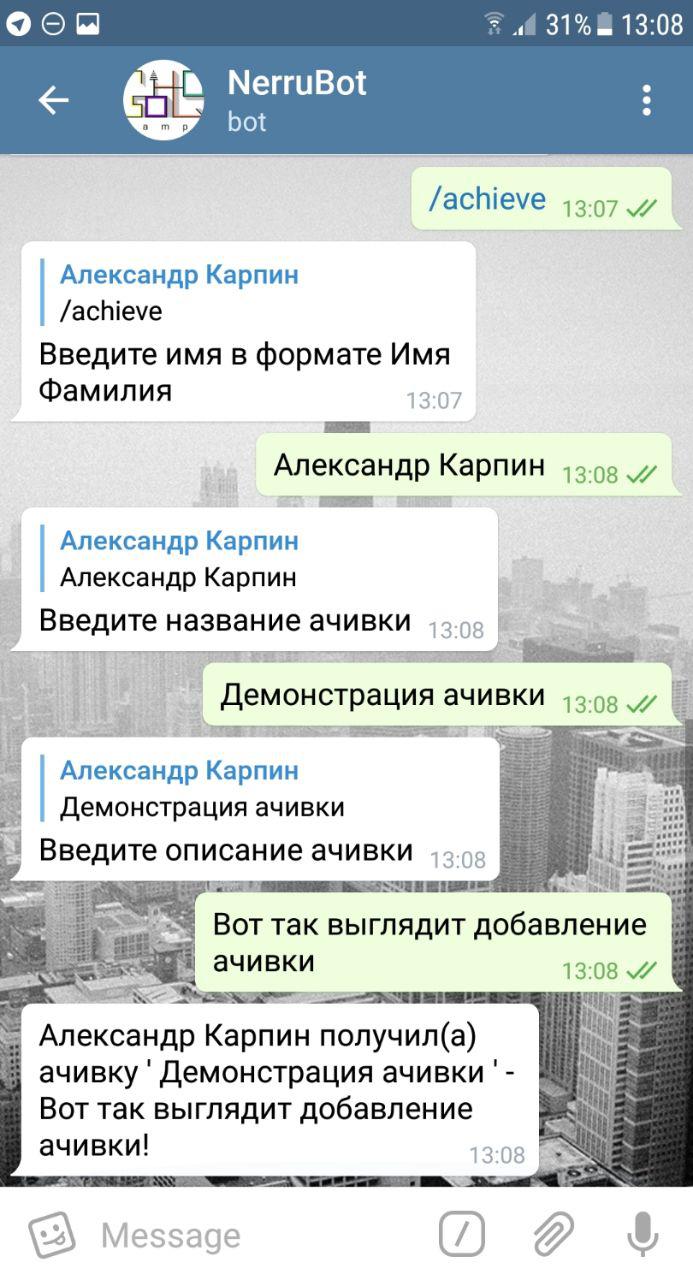 31% 13:08
NerruBot
bot
a m p
/achieve 13:07
Александр Карпин
/achieve
Введите имя в формате Имя
Фамилия 13:07
Александр Карпин 13:08
Александр Карпин
Александр Карпин
Введите название ачивки 13:08
Демонстрация ачивки 13:08
Александр Карпин
Демонстрация ачивки
Введите описание ачивки 13:08
Вот так выглядит добавление
ачивки 13:08
Александр Карпин получил(а)
ачивку ' Демонстрация ачивки ' -
Вот так выглядит добавление
ачивки! 13:08
Message